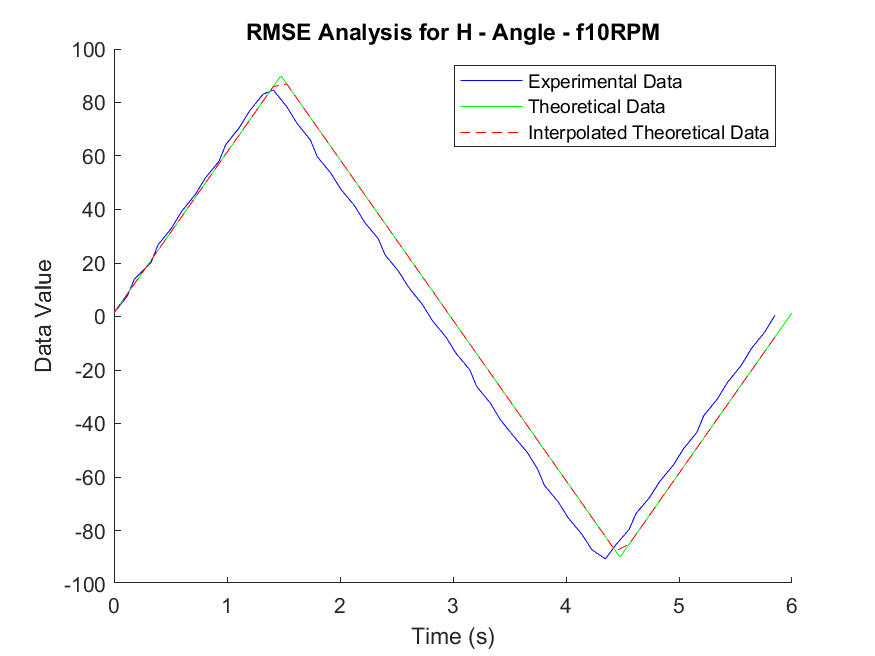 RMSE Analysis for H - Angle - f10RPM
Experimental Data
Theoretical Data
Interpolated Theoretical Data
Data Value
100
80
60
40
20
0
-20
-40
-60
-80
-100
0 1 2 3 4 5 6
Time (s)